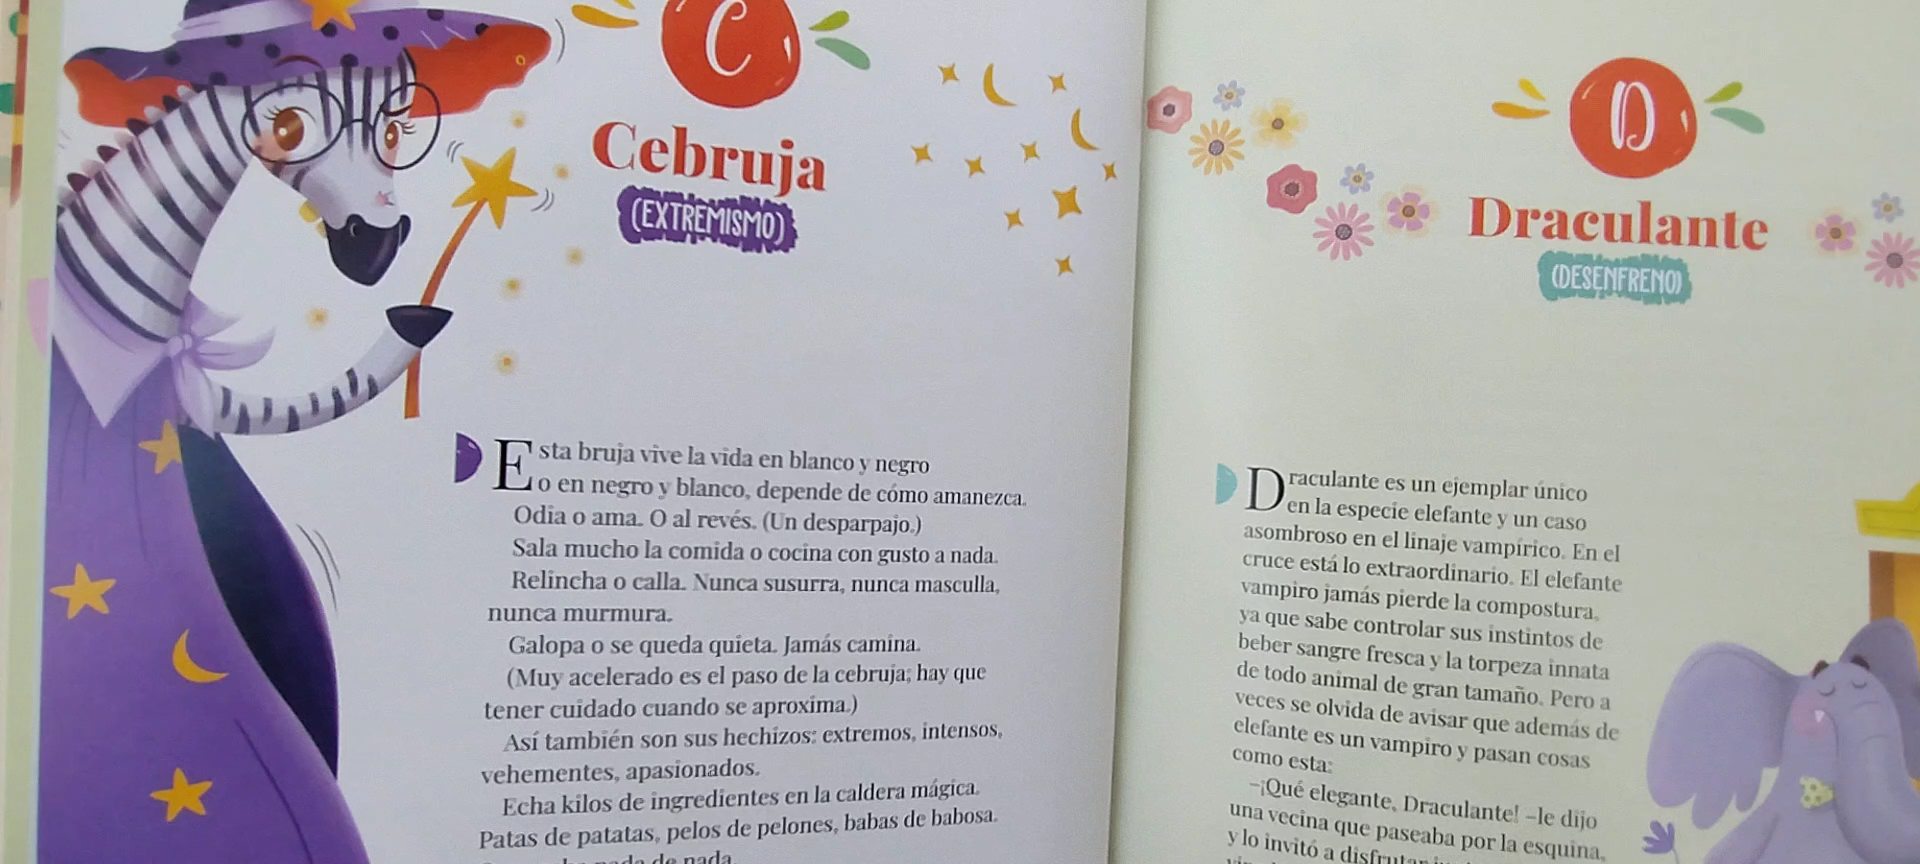 C
Cebruja
(EXTREMISMO)
Esta bruja vive la vida en blanco y negro
o en negro y blanco, depende de cómo amanezca.
Odia o ama. O al revés. (Un desparpajo.)
Sala mucho la comida o cocina con gusto a nada.
Relincha o calla. Nunca susurra, nunca masculla,
nunca murmura.
Galopa o se queda quieta. Jamás camina.
(Muy acelerado es el paso de la cebruja; hay que
tener cuidado cuando se aproxima.)
Así también son sus hechizos: extremos, intensos,
vehementes, apasionados.
Echa kilos de ingredientes en la caldera mágica.
Patas de patatas, pelos de pelones, babas de babosa.
nada de nada.
D
Draculante
(DESENFRENO)
Draculante es un ejemplar único
en la especie elefante y un caso
asombroso en el linaje vampírico. En el
cruce está lo extraordinario. El elefante
vampiro jamás pierde la compostura,
ya que sabe controlar sus instintos de
beber sangre fresca y la torpeza innata
de todo animal de gran tamaño. Pero a
veces se olvida de avisar que además de
elefante es un vampiro y pasan cosas
como esta:
–¡Qué elegante, Draculante! –le dijo
una vecina que paseaba por la esquina,
y lo invitó a disfrutar